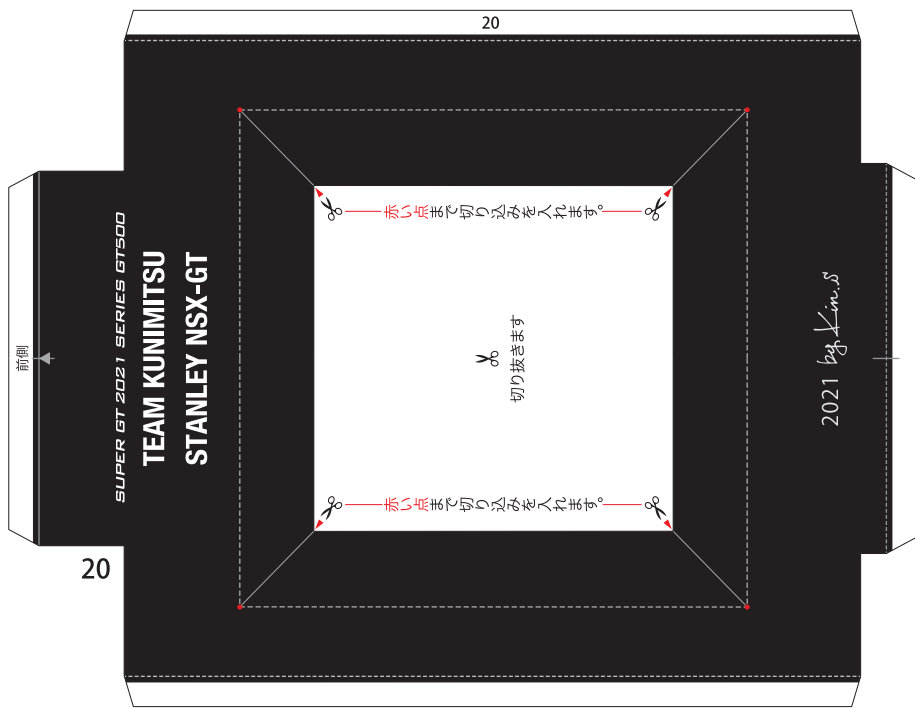 20
赤い点まで切り込みを入れます。
前側
SUPER GT 2021 SERIES GT500
TEAM KUNIMITSU
STANLEY NSX-GT
切り抜きます
2021 by Kin.s
赤い点まで切り込みを入れます。
20